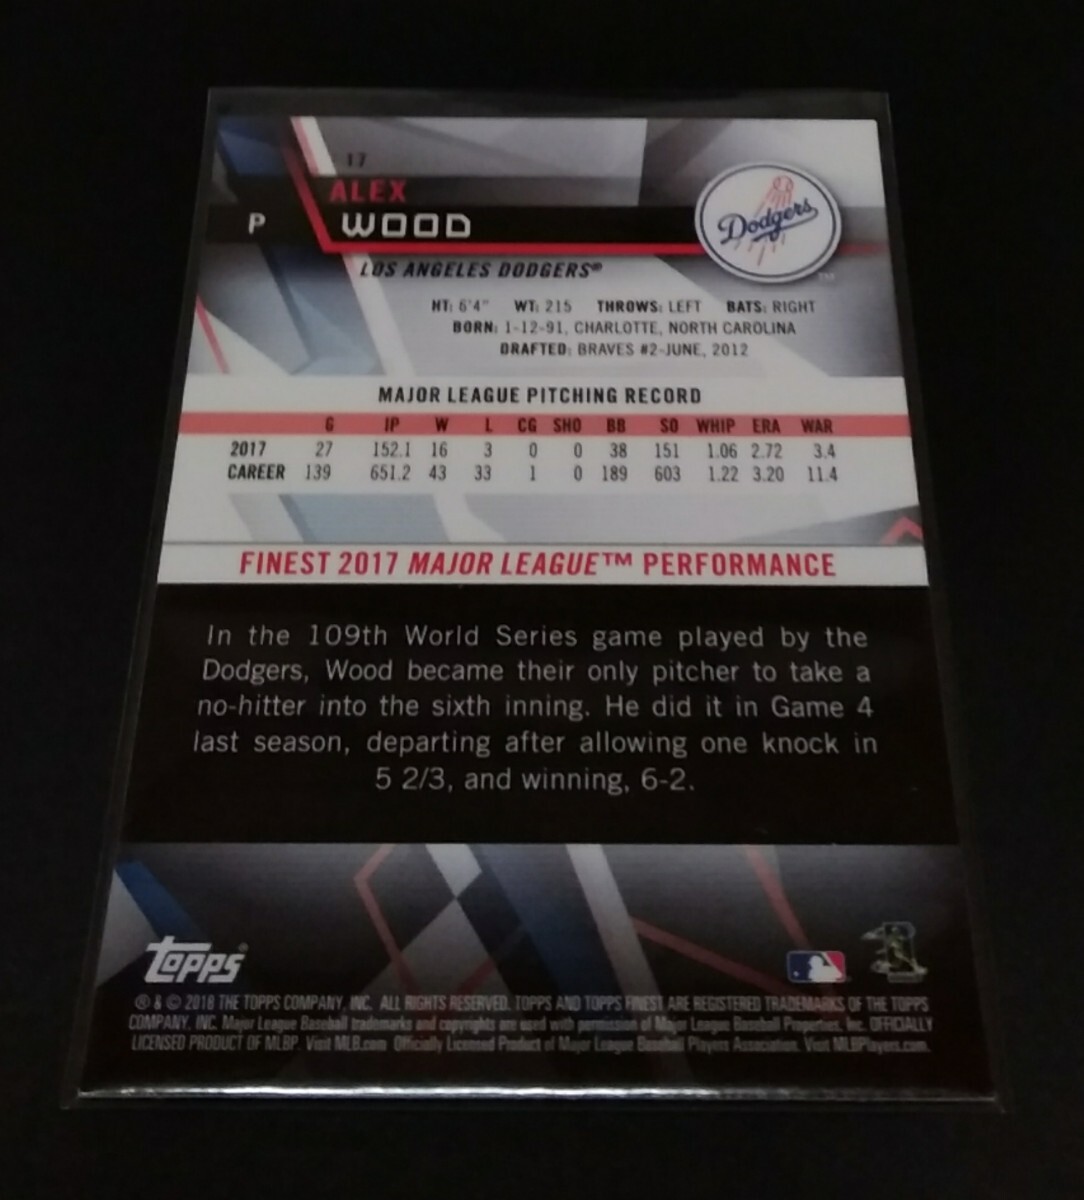 17
ALEX
P WOOD
Dodgers
TM
LOS ANGELES DODGERS®
HT: 6'4" WT: 215 THROWS: LEFT BATS: RIGHT
BORN: 1-12-91, CHARLOTTE, NORTH CAROLINA
DRAFTED: BRAVES #2-JUNE, 2012
MAJOR LEAGUE PITCHING RECORD
G IP W L CG SHO BB SO WHIP ERA WAR
2017 27 152.1 16 3 0 0 38 151 1.06 2.72 3.4
CAREER 139 651.2 43 33 1 0 189 603 1.22 3.20 11.4
FINEST 2017 MAJOR LEAGUE™ PERFORMANCE
In the 109th World Series game played by the
Dodgers, Wood became their only pitcher to take a
no-hitter into the sixth inning. He did it in Game 4
last season, departing after allowing one knock in
5 2/3, and winning, 6-2.
Topps®
® & © 2018 THE TOPPS COMPANY, INC. ALL RIGHTS RESERVED. TOPPS AND TOPPS FINEST ARE REGISTERED TRADEMARKS OF THE TOPPS
COMPANY, INC. Major League Baseball trademarks and copyrights are used with permission of Major League Baseball Properties, Inc. OFFICIALLY
LICENSED PRODUCT OF MLBP. Visit MLB.com Officially Licensed Product of Major League Baseball Players Association. Visit MLBPlayers.com.